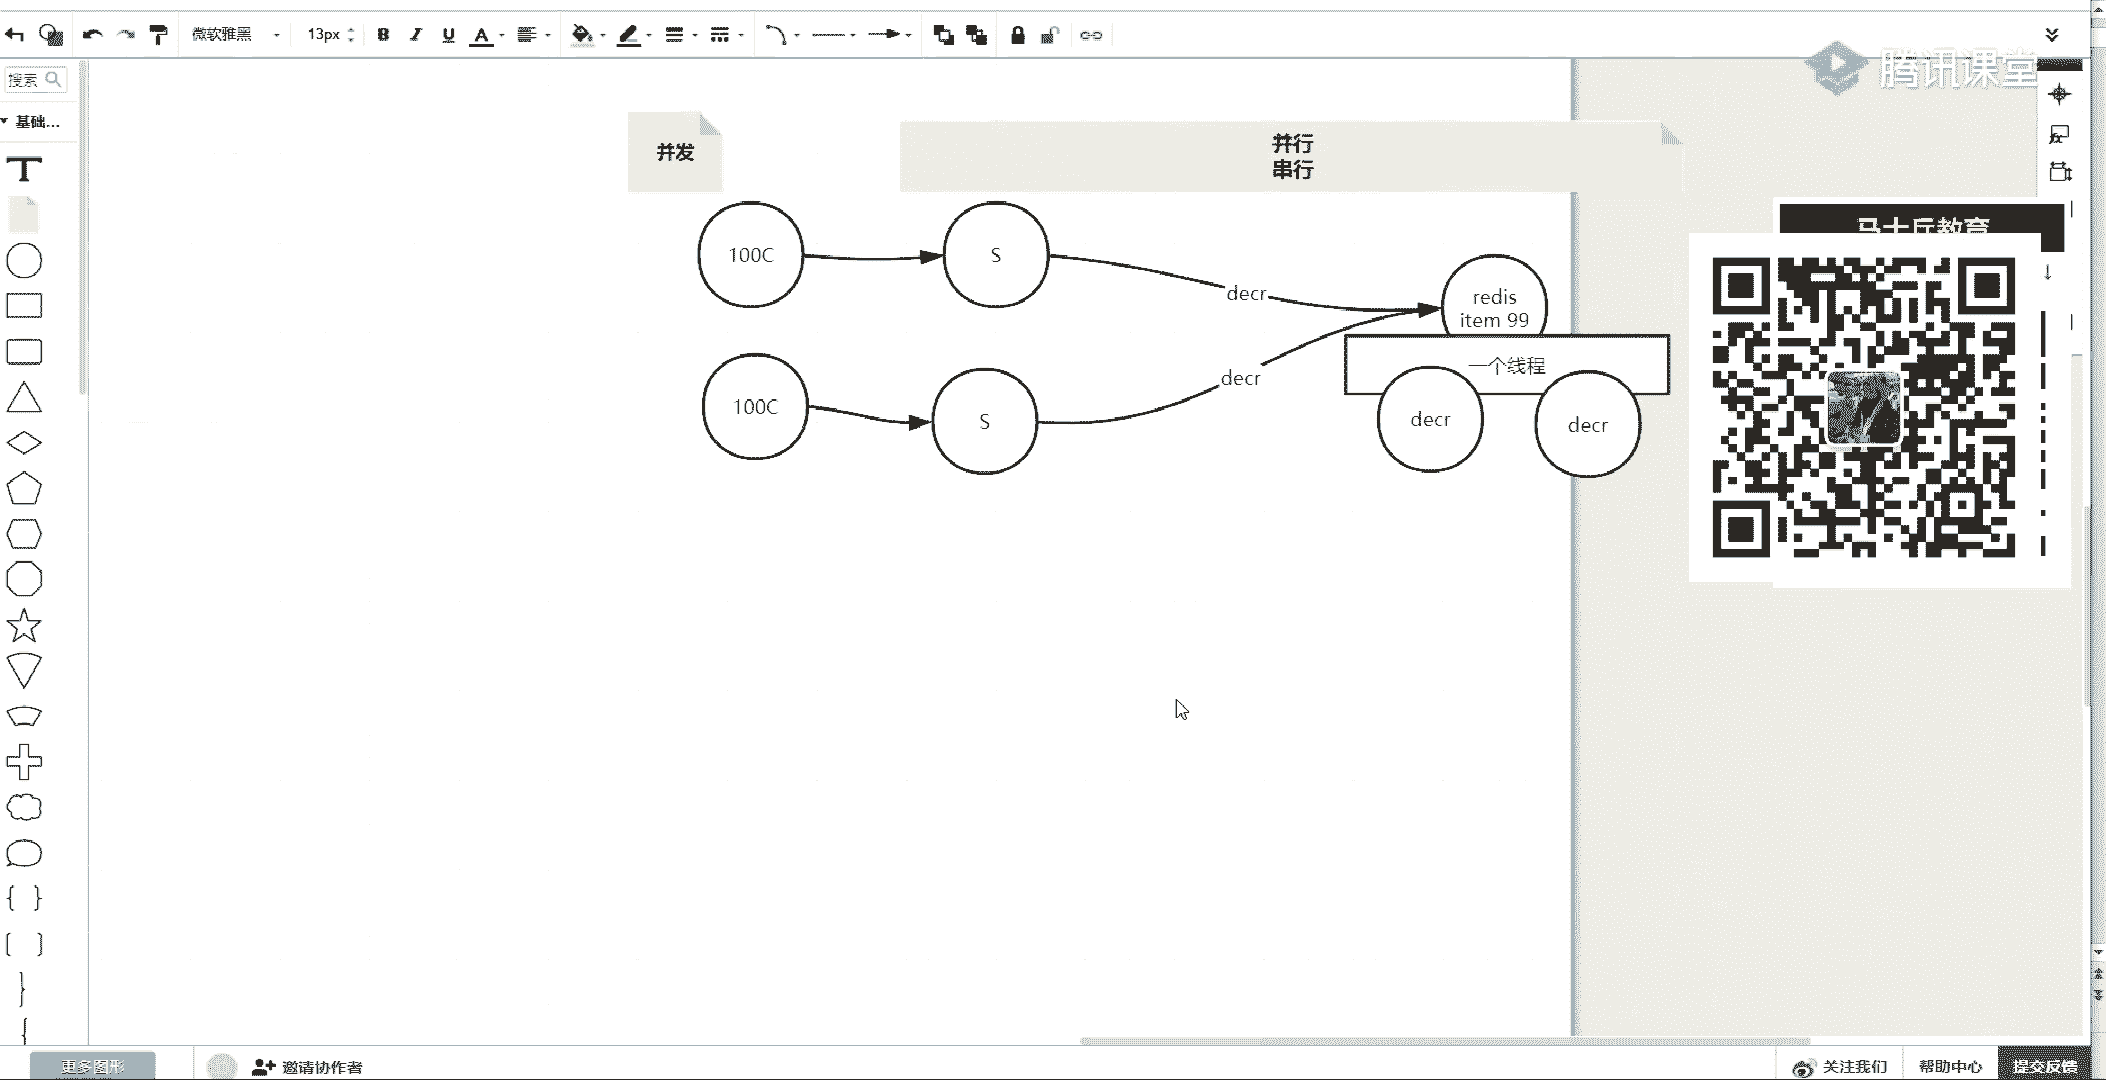 微软雅黑
13px
B I U A
腾讯课堂
搜索
基础...
T
并发
并行
串行
马士兵教育
100C
S
decr
redis
item 99
一个线程
100C
S
decr
decr
decr
更多图形
邀请协作者
关注我们
帮助中心
提交反馈